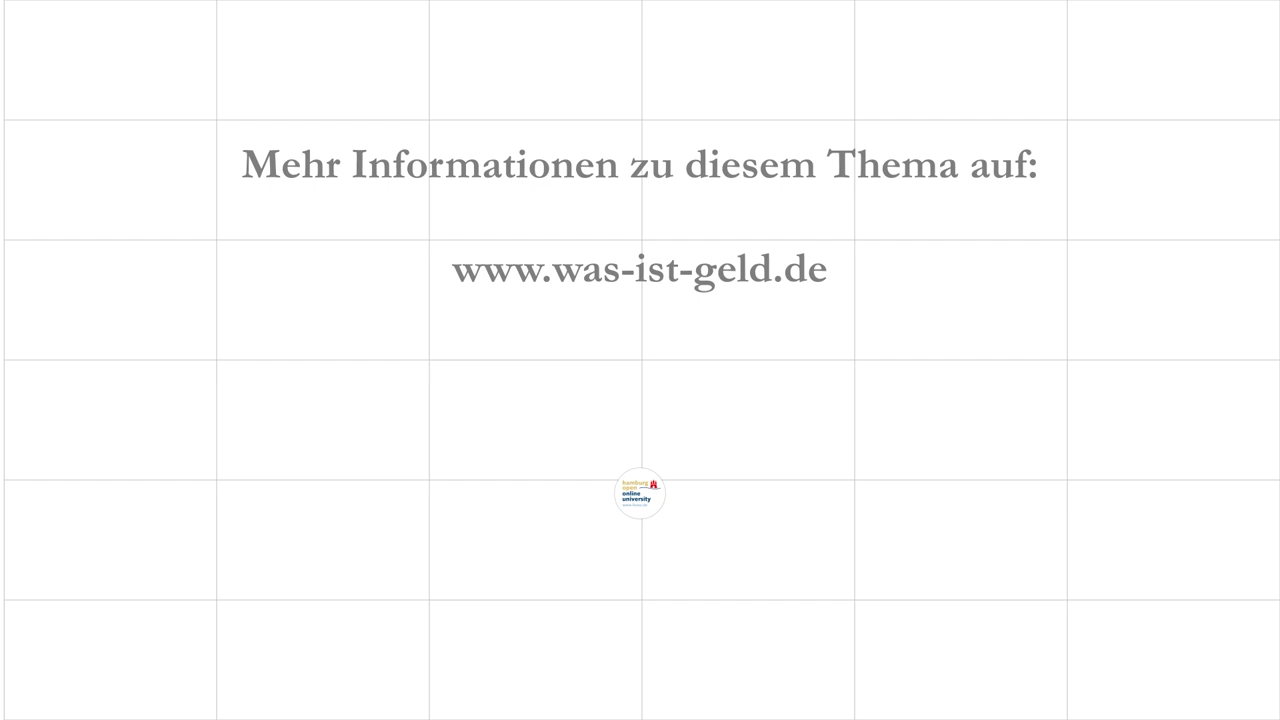 Mehr Informationen zu diesem Thema auf:
www.was-ist-geld.de
hamburg
open
online
university